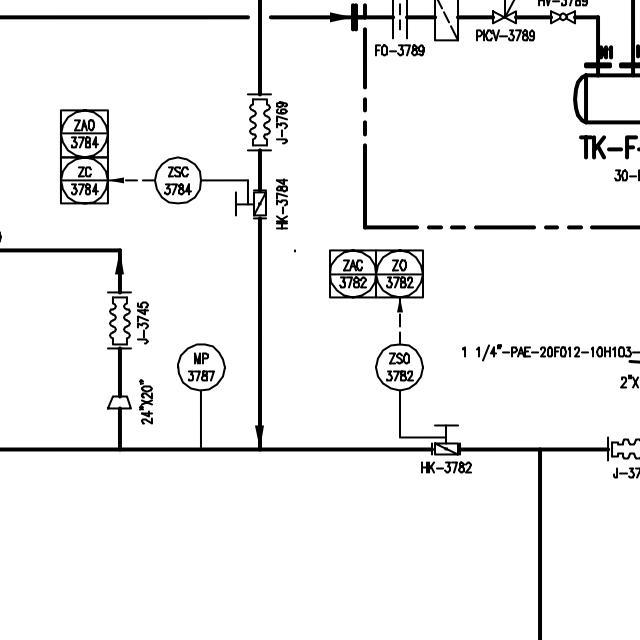 HV-3789
FO-3789
PICV-3789
J-3769
ZAO
3784
ZC
3784
ZSC
3784
HK-3784
TK-F-
30-
ZAC
3782
ZO
3782
J-3745
MP
3787
ZSO
3782
1 1/4"-PAE-20F012-10H103-
2"X
24"X20"
HK-3782
J-37